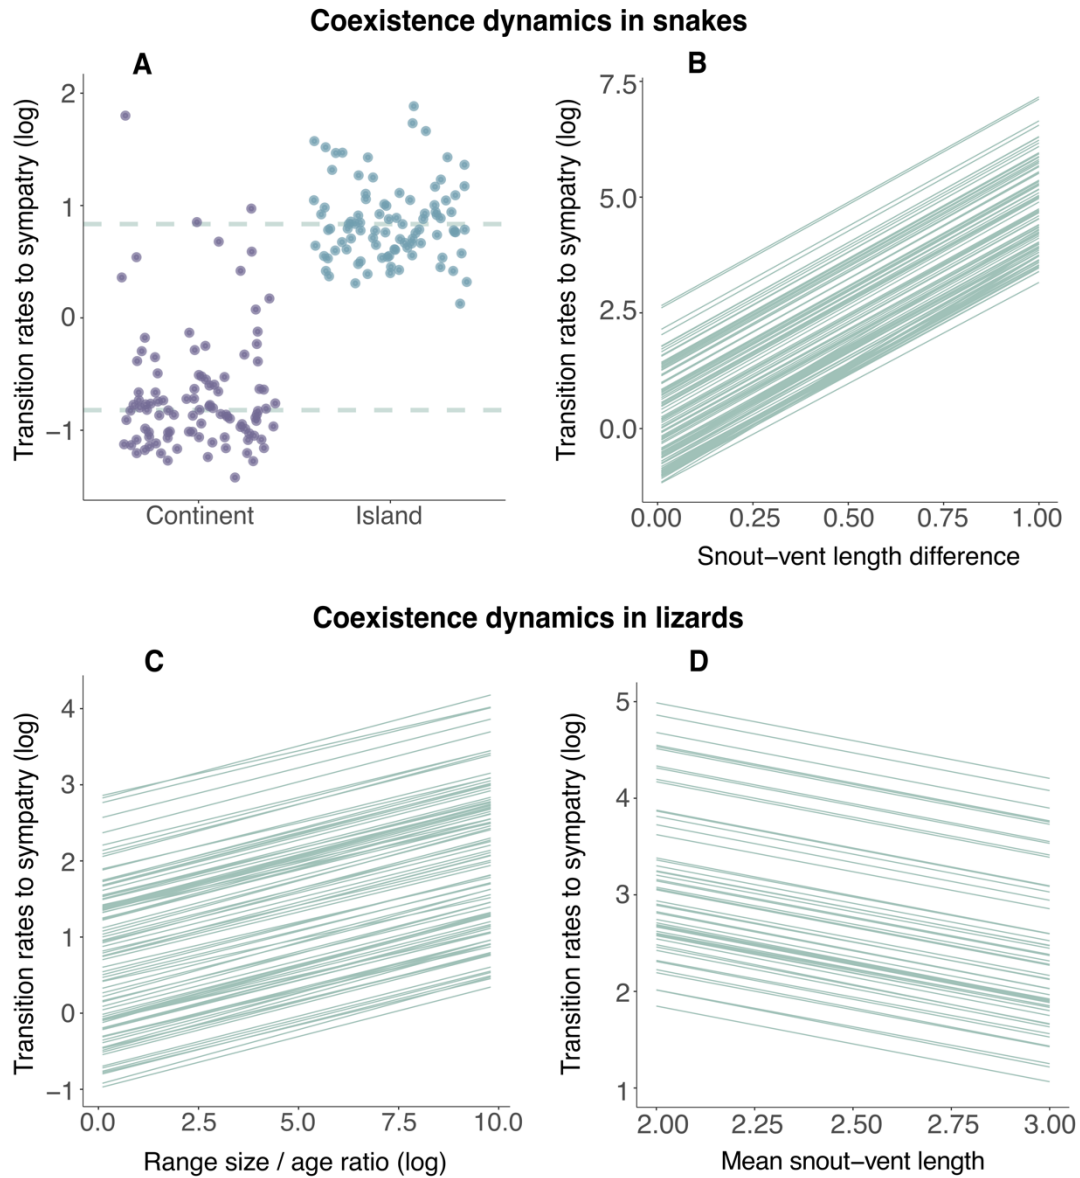 Coexistence dynamics in snakes
A
Transition rates to sympatry (log)
2
1
0
−1
Continent
Island
B
Transition rates to sympatry (log)
7.5
5.0
2.5
0.0
0.00 0.25 0.50 0.75 1.00
Snout−vent length difference
Coexistence dynamics in lizards
C
Transition rates to sympatry (log)
4
3
2
1
0
−1
0.0 2.5 5.0 7.5 10.0
Range size / age ratio (log)
D
Transition rates to sympatry (log)
5
4
3
2
1
2.00 2.25 2.50 2.75 3.00
Mean snout−vent length